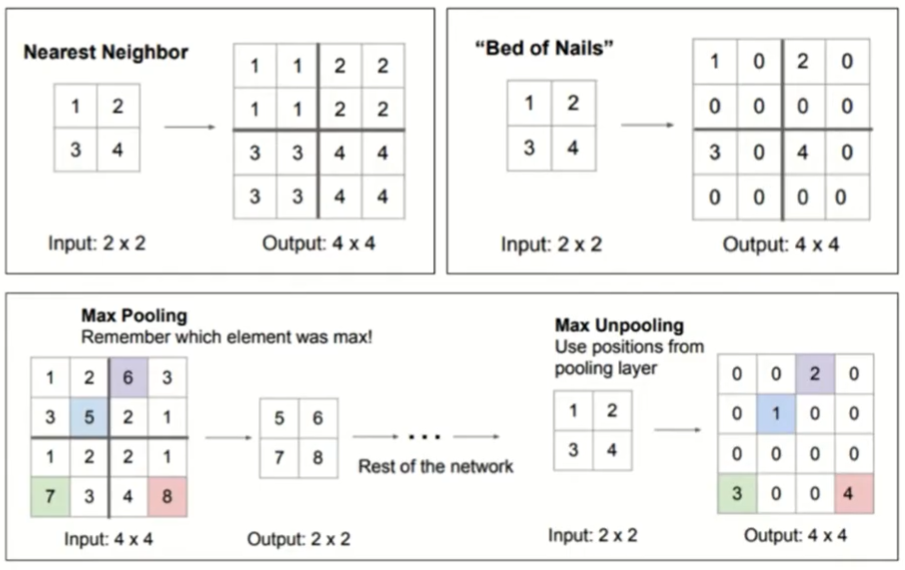 Nearest Neighbor
1 2
3 4
1 1 2 2
1 1 2 2
3 3 4 4
3 3 4 4
Input: 2 x 2
Output: 4 x 4
“Bed of Nails”
1 2
3 4
1 0 2 0
0 0 0 0
3 0 4 0
0 0 0 0
Input: 2 x 2
Output: 4 x 4
Max Pooling
Remember which element was max!
1 2 6 3
3 5 2 1
1 2 2 1
7 3 4 8
Input: 4 x 4
5 6
7 8
Output: 2 x 2
...
Rest of the network
Max Unpooling
Use positions from
pooling layer
1 2
3 4
Input: 2 x 2
0 0 2 0
0 1 0 0
0 0 0 0
3 0 0 4
Output: 4 x 4